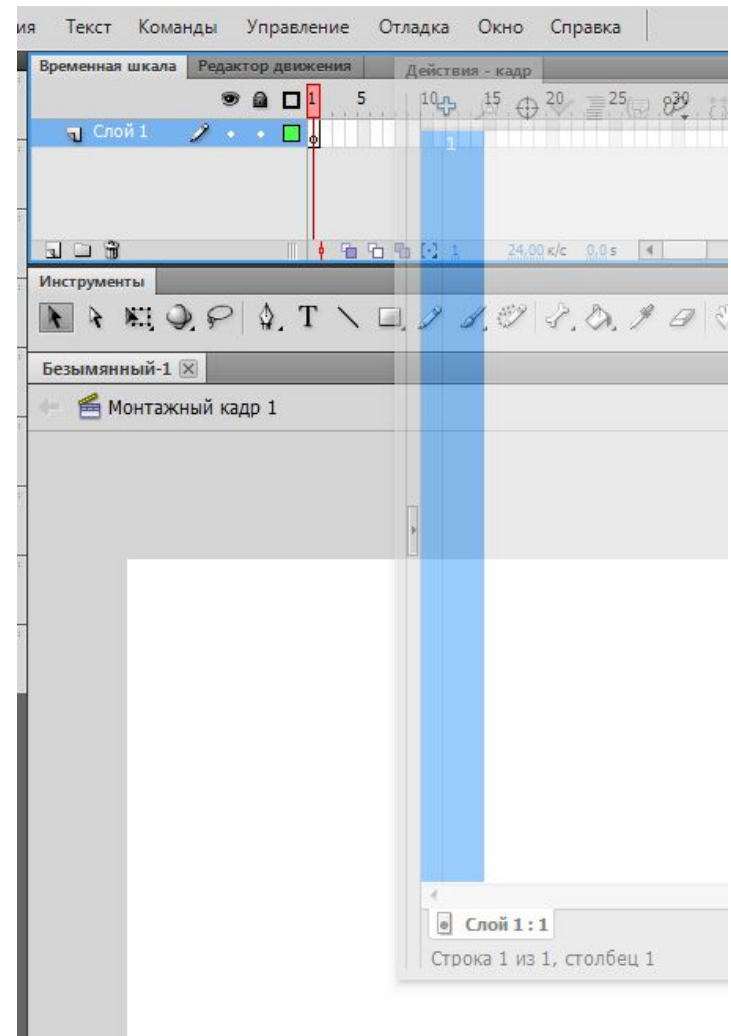 ия Текст Команды Управление Отладка Окно Справка
Временная шкала Редактор движения Действия - кадр
1 5 10 15 20 25 30
Слой 1 1
1 24,00 к/с 0,0 s
Инструменты
T
Безымянный-1
Монтажный кадр 1
Слой 1 : 1
Строка 1 из 1, столбец 1